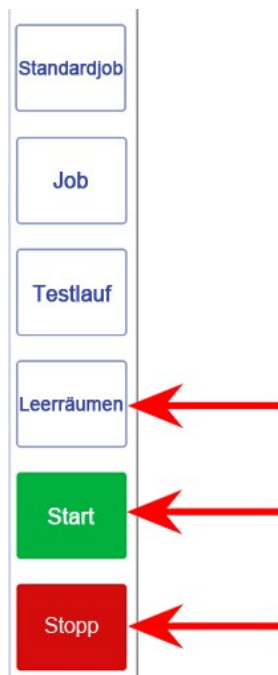 Standardjob
Job
Testlauf
Leerräumen
Start
Stopp